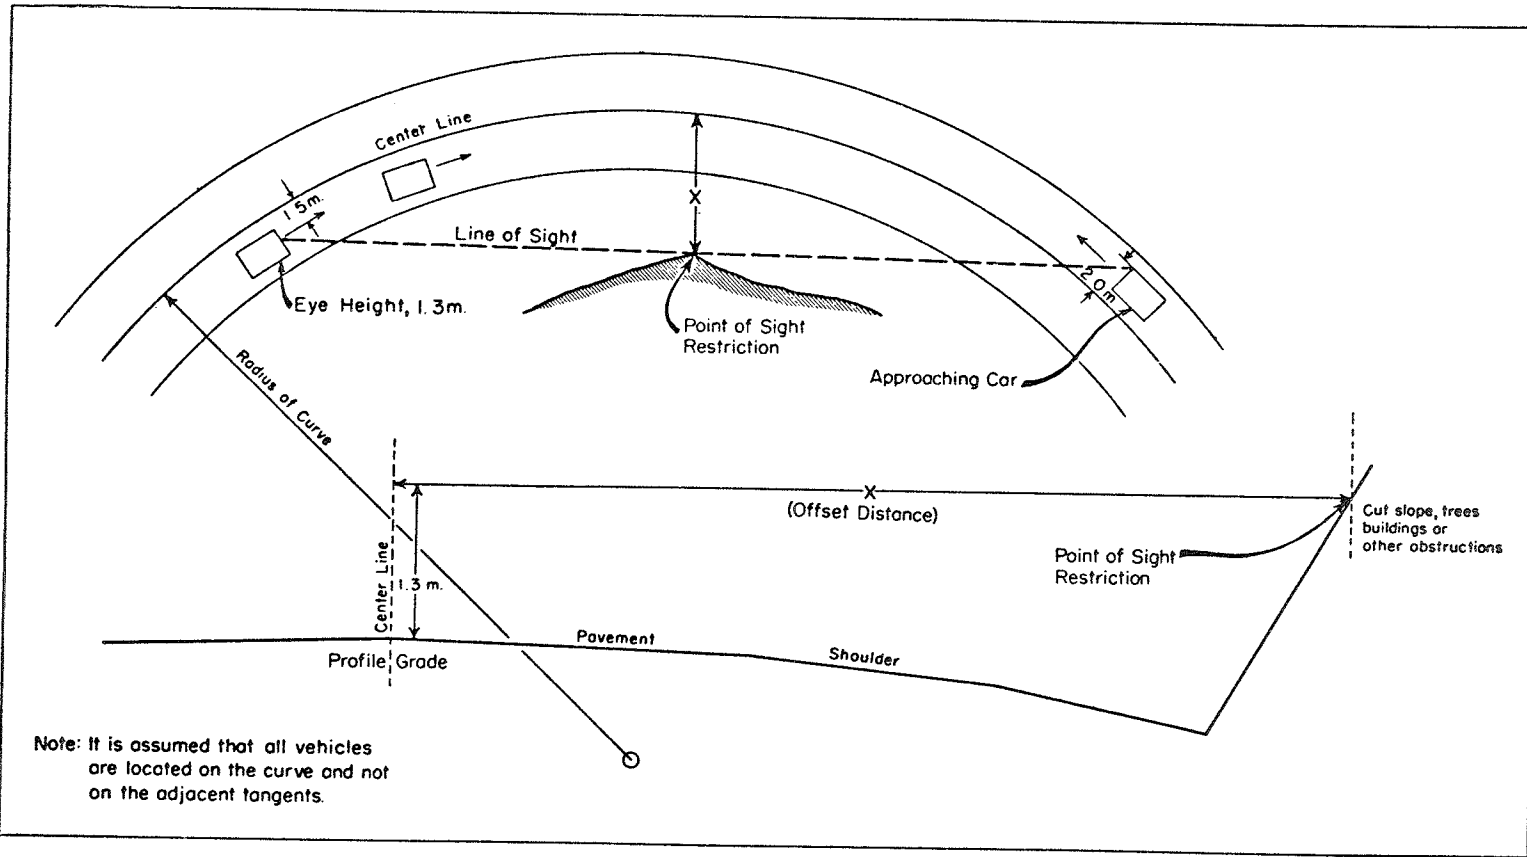 Center Line
1.5m.
X
Line of Sight
2.0m.
Eye Height, 1.3m.
Point of Sight
Restriction
Approaching Car
Radius of Curve
X
(Offset Distance)
Cut slope, trees
buildings or
other obstructions
Point of Sight
Restriction
Center Line
1.3 m.
Pavement
Shoulder
Profile Grade
Note: It is assumed that all vehicles
are located on the curve and not
on the adjacent tangents.